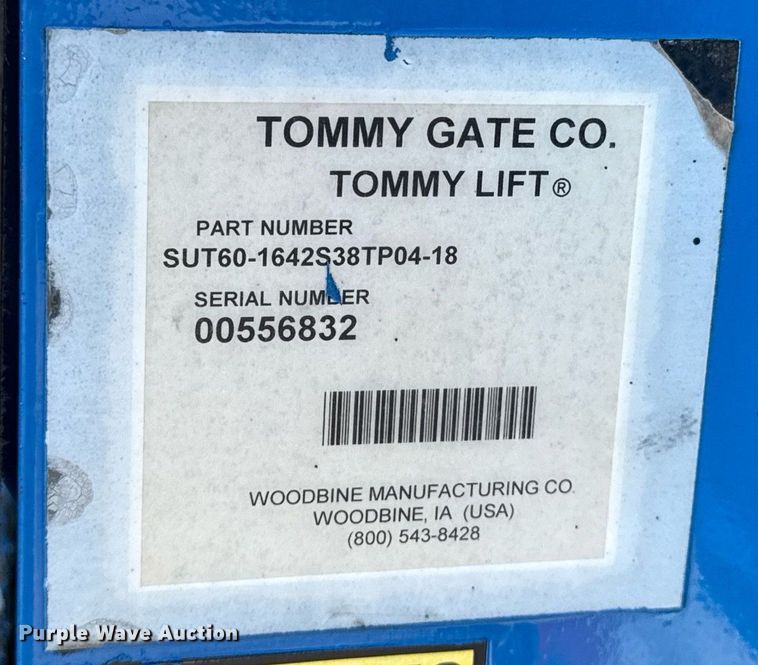 TOMMY GATE CO.
TOMMY LIFT®
PART NUMBER
SUT60-1642S38TP04-18
SERIAL NUMBER
00556832
WOODBINE MANUFACTURING CO.
WOODBINE, IA (USA)
(800) 543-8428
Purple Wave Auction